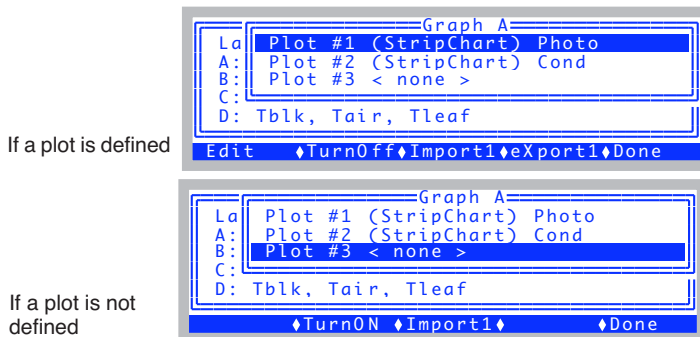 Graph A
La Plot #1 (StripChart) Photo
A: Plot #2 (StripChart) Cond
B: Plot #3 < none >
C:
D: Tblk, Tair, Tleaf
If a plot is defined
Edit ♦TurnOff♦Import1♦eXport1♦Done
Graph A
La Plot #1 (StripChart) Photo
A: Plot #2 (StripChart) Cond
B: Plot #3 < none >
C:
D: Tblk, Tair, Tleaf
If a plot is not
defined
♦TurnON ♦Import1♦ ♦Done